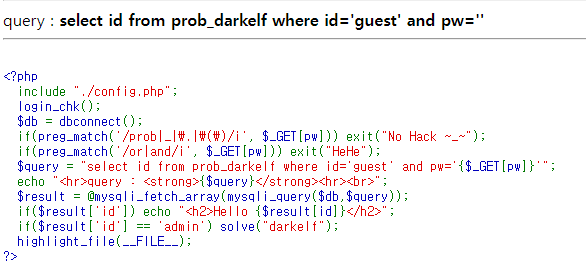 query : select id from prob_darkelf where id='guest' and pw=''
<?php
include "./config.php";
login_chk();
$db = dbconnect();
if(preg_match('/prob|_|₩.|₩(₩)/i', $_GET[pw])) exit("No Hack ~_~");
if(preg_match('/or|and/i', $_GET[pw])) exit("HeHe");
$query = "select id from prob_darkelf where id='guest' and pw='{$_GET[pw]}'";
echo "<hr>query : <strong>{$query}</strong><hr><br>";
$result = @mysqli_fetch_array(mysqli_query($db,$query));
if($result['id']) echo "<h2>Hello {$result[id]}</h2>";
if($result['id'] == 'admin') solve("darkelf");
highlight_file(__FILE__);
?>